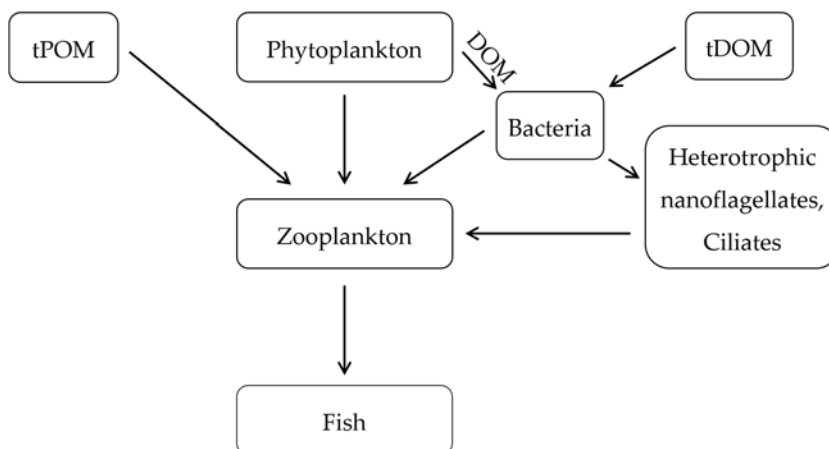 tPOM
Phytoplankton
DOM
tDOM
Bacteria
Heterotrophic
nanoflagellates,
Ciliates
Zooplankton
Fish